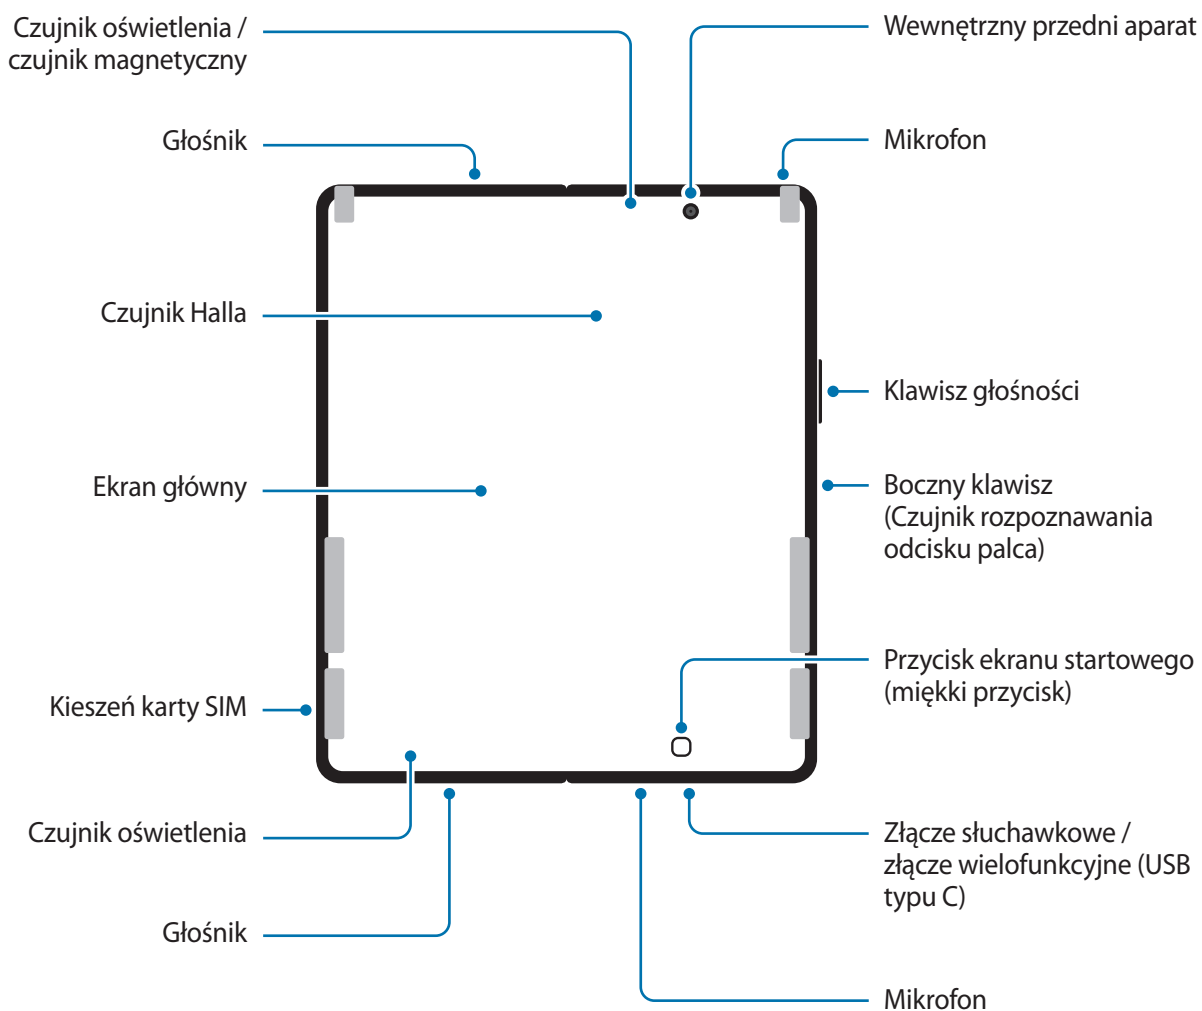 Czujnik oświetlenia /
czujnik magnetyczny
Głośnik
Czujnik Halla
Ekran główny
Kieszeń karty SIM
Czujnik oświetlenia
Głośnik
Wewnętrzny przedni aparat
Mikrofon
Klawisz głośności
Boczny klawisz
(Czujnik rozpoznawania
odcisku palca)
Przycisk ekranu startowego
(miękki przycisk)
Złącze słuchawkowe /
złącze wielofunkcyjne (USB
typu C)
Mikrofon